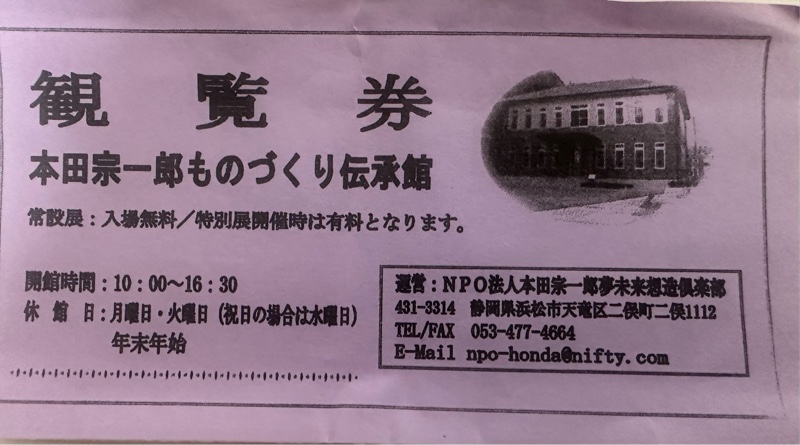 観覧券
本田宗一郎ものづくり伝承館
常設展：入場無料／特別展開催時は有料となります。
開館時間：10：00〜16：30
休館日：月曜日・火曜日（祝日の場合は水曜日）
年末年始
運営：ＮＰＯ法人本田宗一郎夢未来想造倶楽部
431-3314 静岡県浜松市天竜区二俣町二俣1112
TEL/FAX 053-477-4664
E-Mail npo-honda@nifty.com